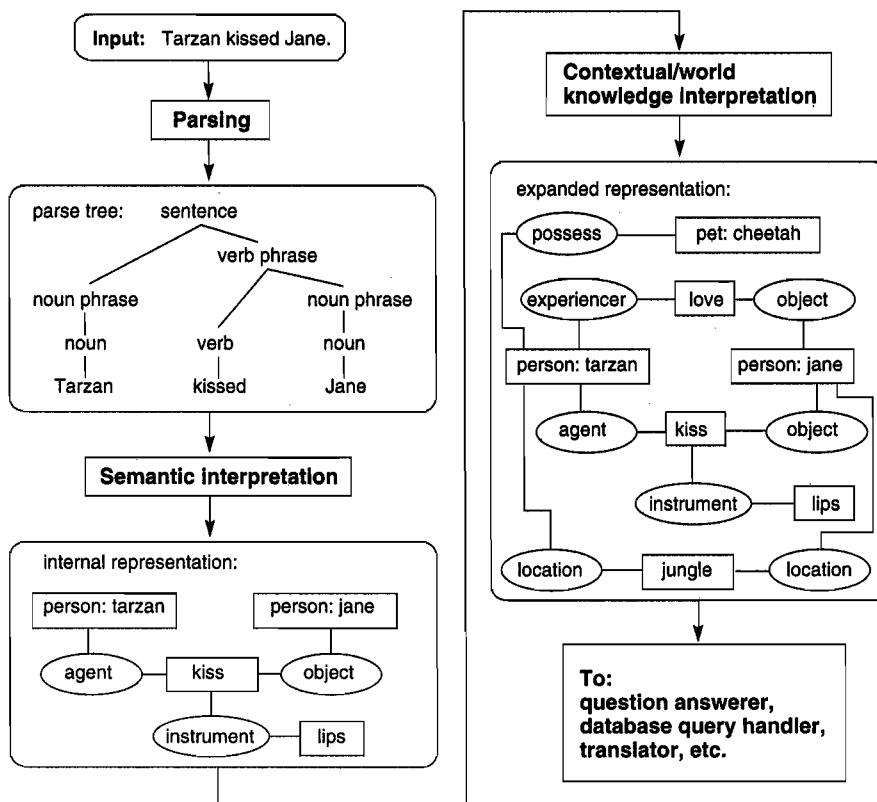 Input: Tarzan kissed Jane.
Parsing
parse tree: sentence
verb phrase
noun phrase noun phrase
noun verb noun
Tarzan kissed Jane
Semantic interpretation
internal representation:
person: tarzan person: jane
agent kiss object
instrument lips
Contextual/world
knowledge interpretation
expanded representation:
possess pet: cheetah
experiencer love object
person: tarzan person: jane
agent kiss object
instrument lips
location jungle location
To:
question answerer,
database query handler,
translator, etc.